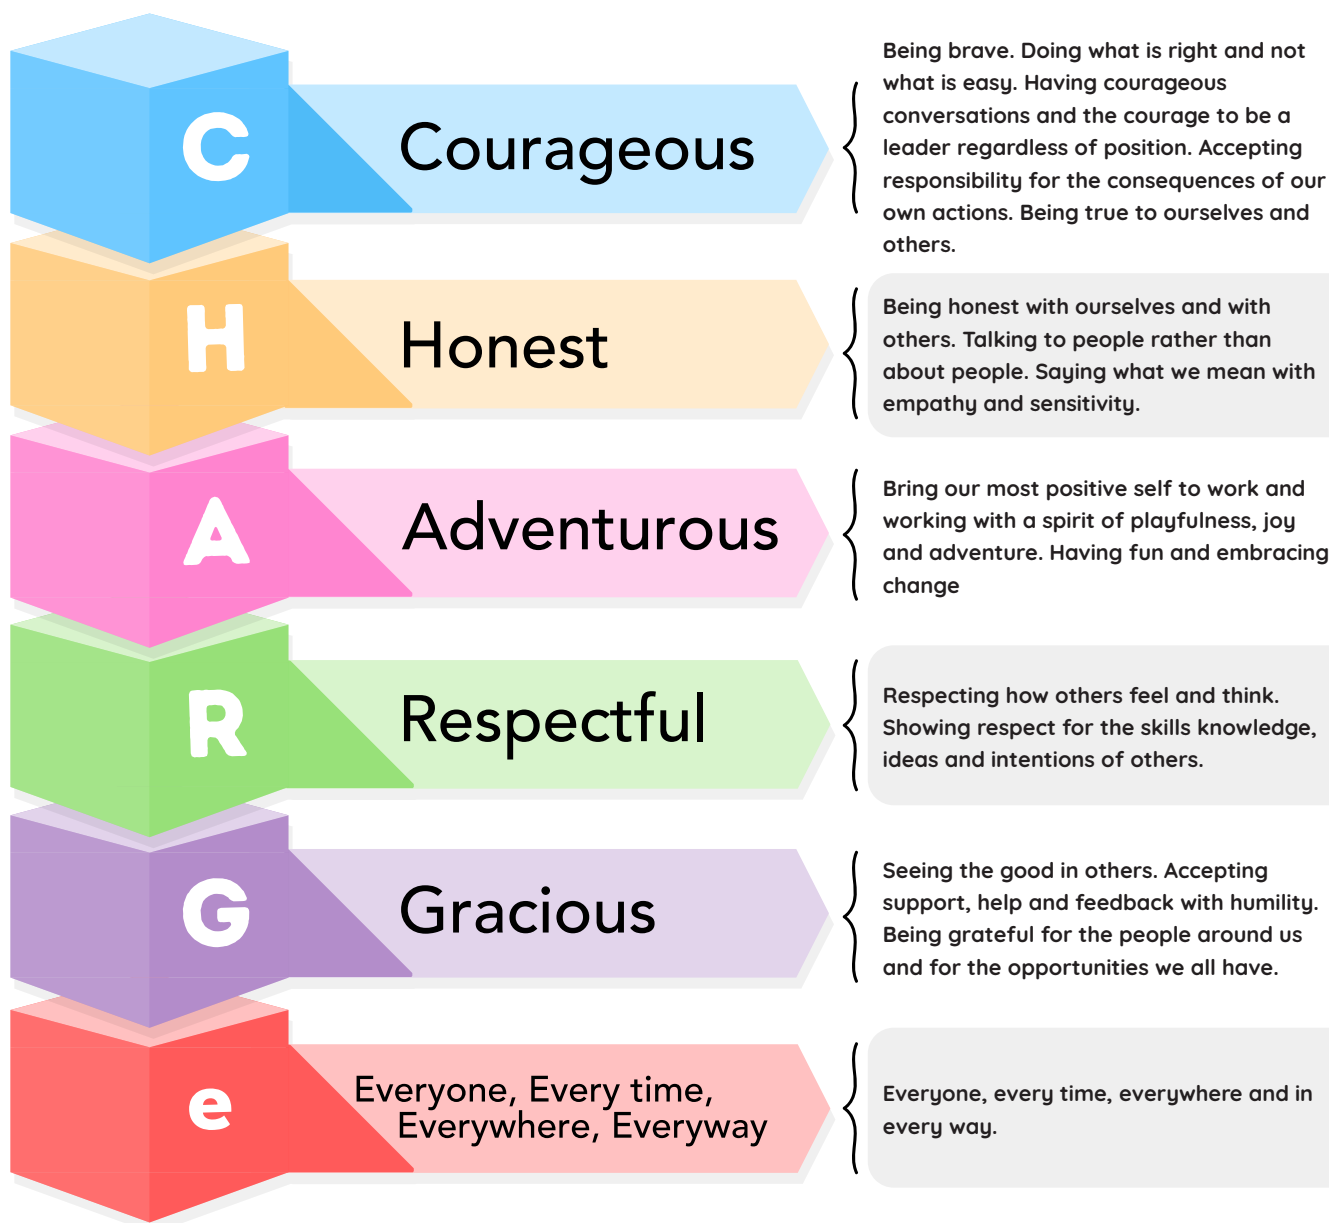 C
Courageous
Being brave. Doing what is right and not
what is easy. Having courageous
conversations and the courage to be a
leader regardless of position. Accepting
responsibility for the consequences of our
own actions. Being true to ourselves and
others.
H
Honest
Being honest with ourselves and with
others. Talking to people rather than
about people. Saying what we mean with
empathy and sensitivity.
A
Adventurous
Bring our most positive self to work and
working with a spirit of playfulness, joy
and adventure. Having fun and embracing
change
R
Respectful
Respecting how others feel and think.
Showing respect for the skills knowledge,
ideas and intentions of others.
G
Gracious
Seeing the good in others. Accepting
support, help and feedback with humility.
Being grateful for the people around us
and for the opportunities we all have.
e
Everyone, Every time,
Everywhere, Everyway
Everyone, every time, everywhere and in
every way.